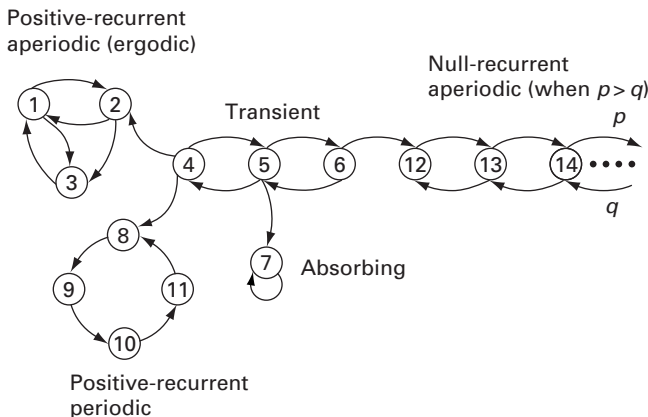 Positive-recurrent
aperiodic (ergodic)
Null-recurrent
aperiodic (when p > q)
Transient
p
1
2
3
4
5
6
12
13
14
q
8
7
Absorbing
9
11
10
Positive-recurrent
periodic